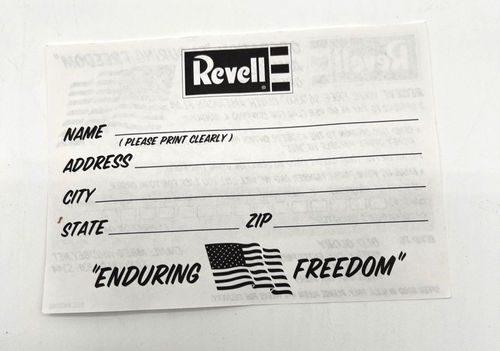 Revell®
NAME
(PLEASE PRINT CLEARLY)
ADDRESS
CITY
STATE ZIP
"ENDURING FREEDOM"